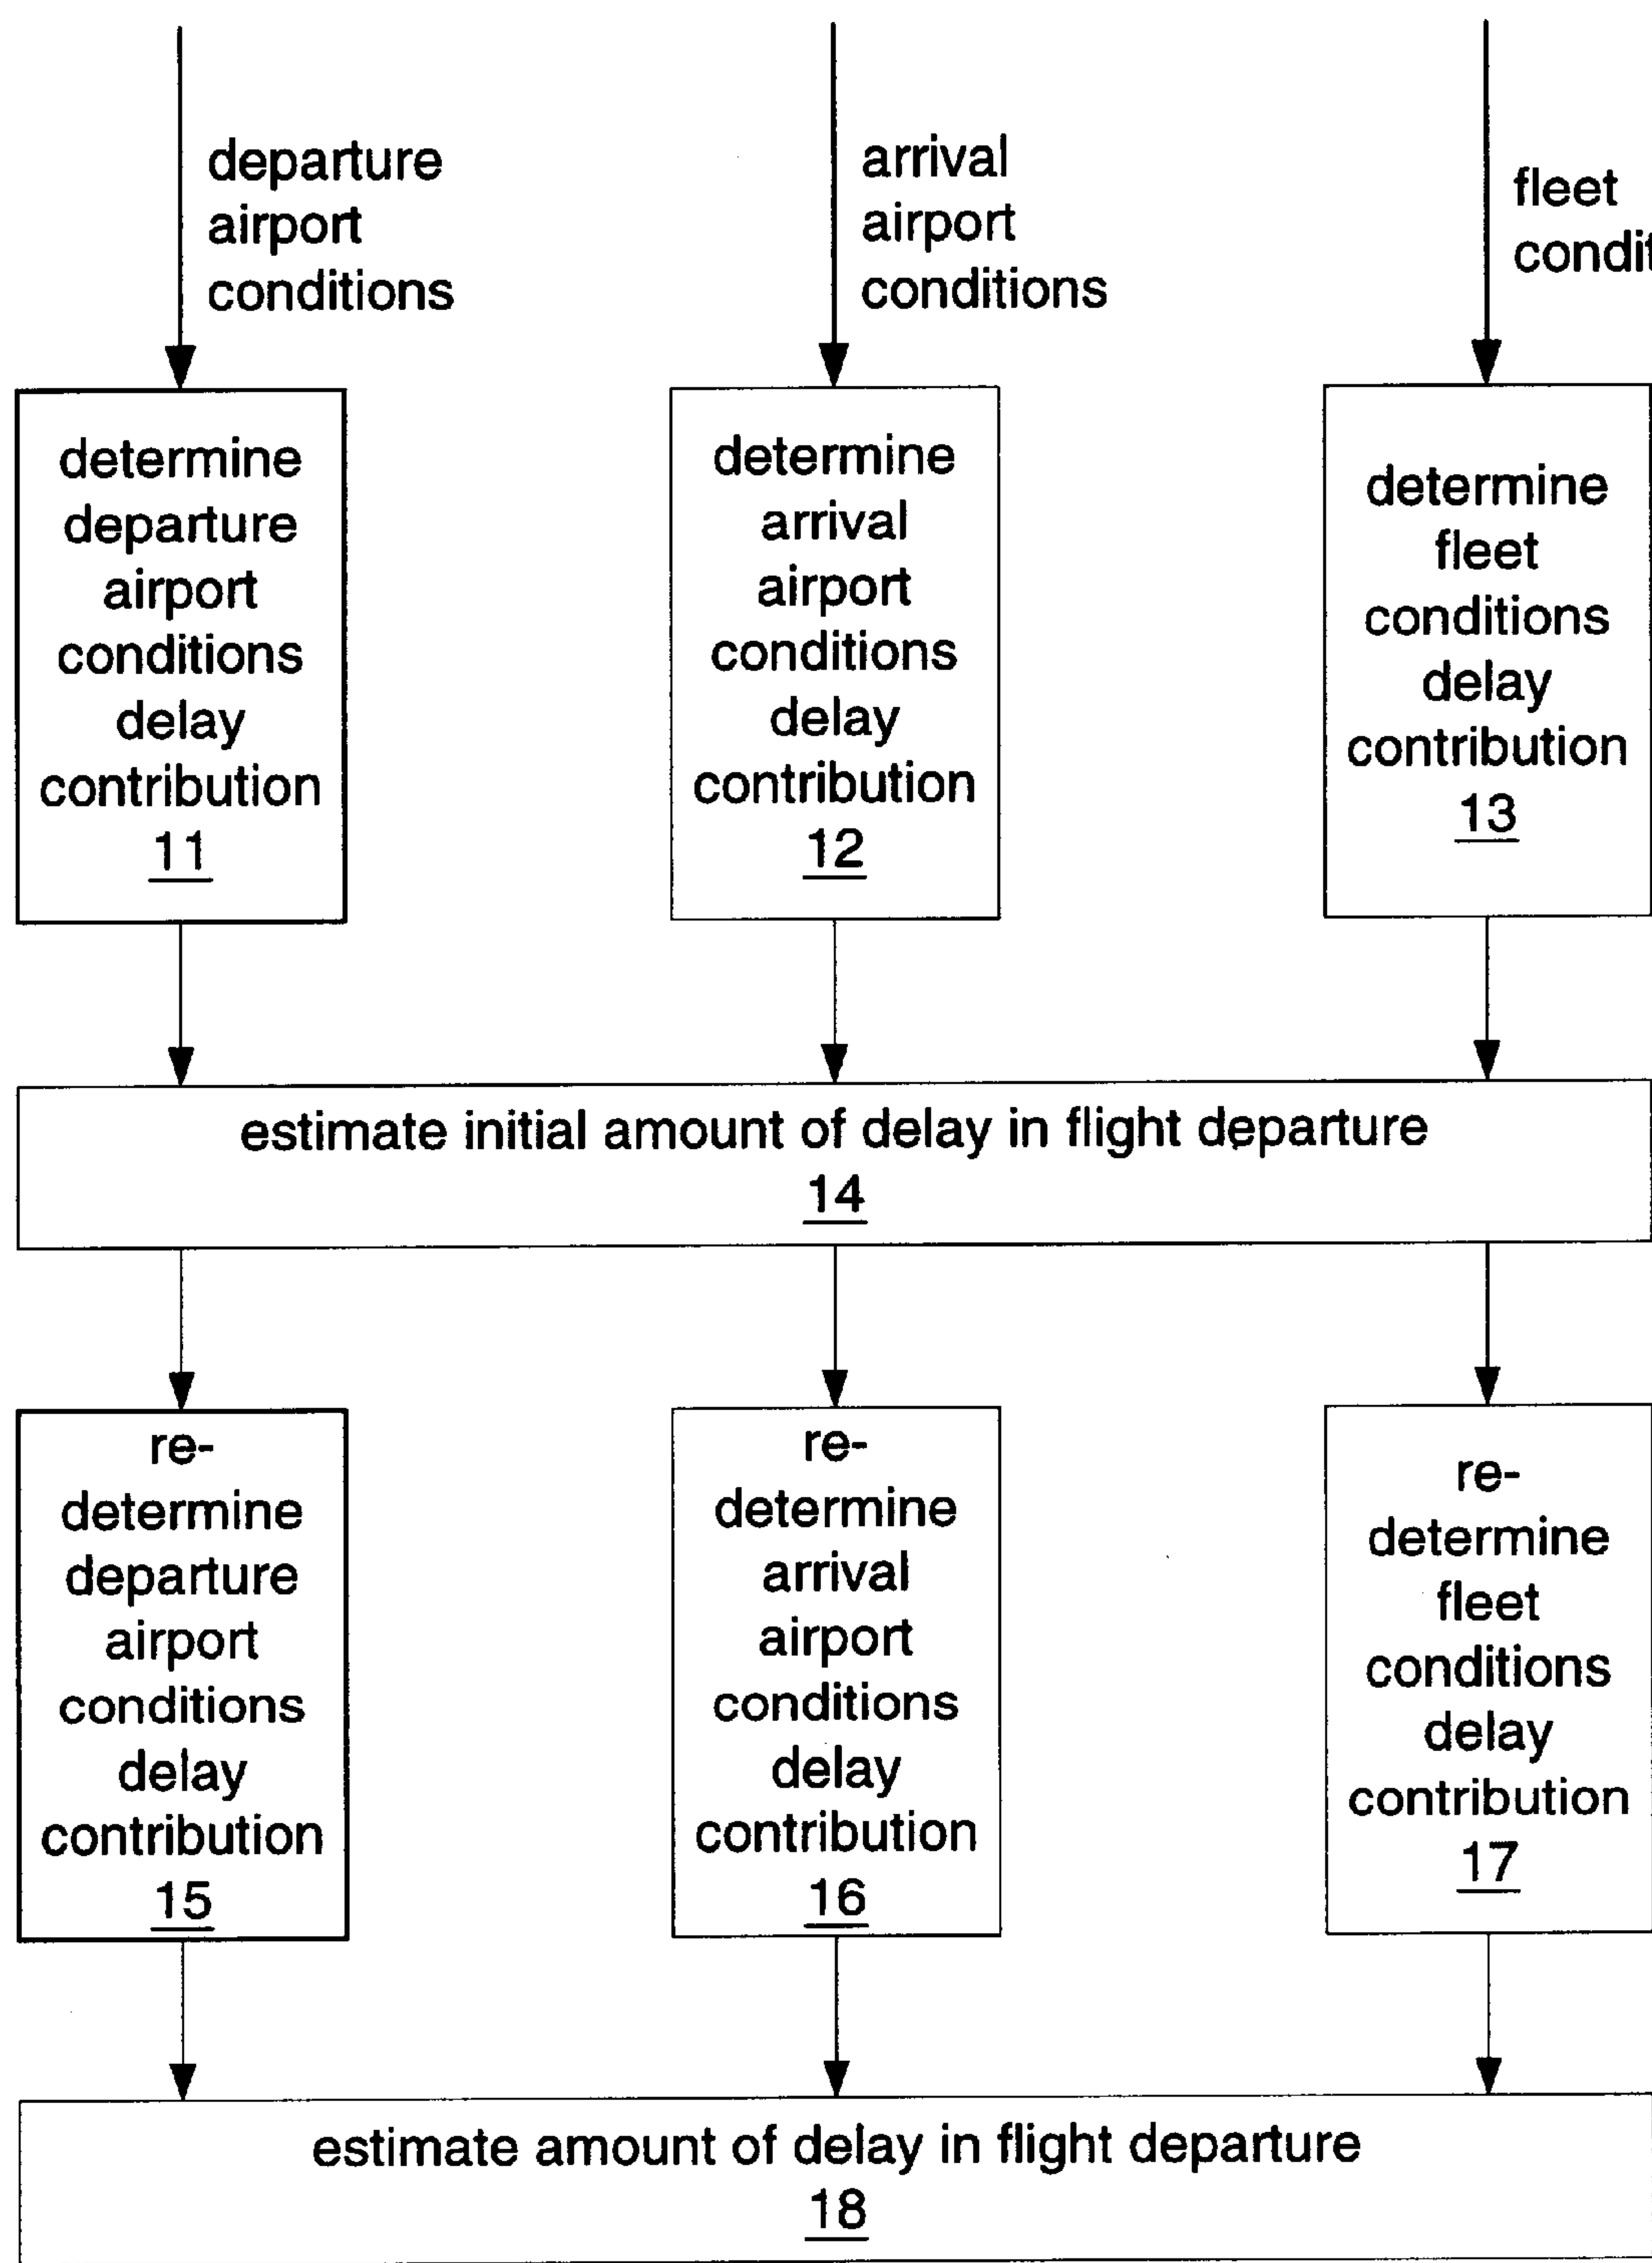 departure
airport
conditions
arrival
airport
conditions
fleet
determine
departure
airport
conditions
delay
contribution
11
determine
arrival
airport
conditions
delay
contribution
12
determine
fleet
conditions
delay
contribution
13
estimate initial amount of delay in flight departure
14
re-
determine
departure
airport
conditions
delay
contribution
15
re-
determine
arrival
airport
conditions
delay
contribution
16
re-
determine
fleet
conditions
delay
contribution
17
estimate amount of delay in flight departure
18